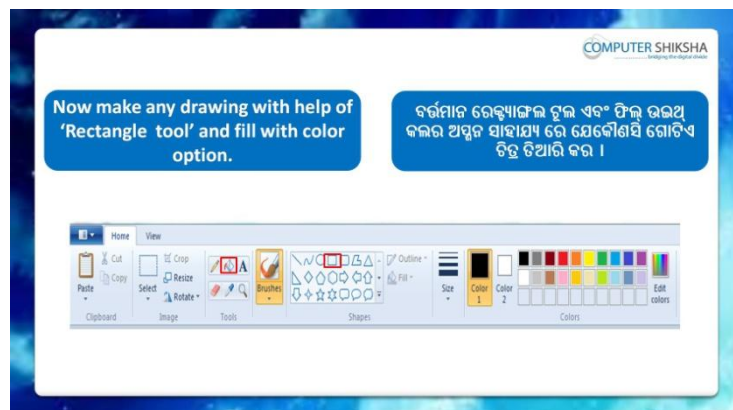 COMPUTER SHIKSHA
bridging the digital divide
Now make any drawing with help of
‘Rectangle tool’ and fill with color
option.
ବର୍ତ୍ତମାନ ରେକ୍ଟ୍ୟାଙ୍ଗଲ ଟୁଲ ଏବଂ ଫିଲ୍ ଉଇଥ୍
କଲର ଅପ୍ସନ ସାହାଯ୍ୟ ରେ ଯେକୌଣସି ଗୋଟିଏ
ଚିତ୍ର ତିଆରି କର ।
Home View
Cut
Copy
Paste
Clipboard
Crop
Resize
Rotate
Select
Image
A
Tools
Brushes
Outline
Fill
Shapes
Size
Color
1
Color
2
Edit
colors
Colors